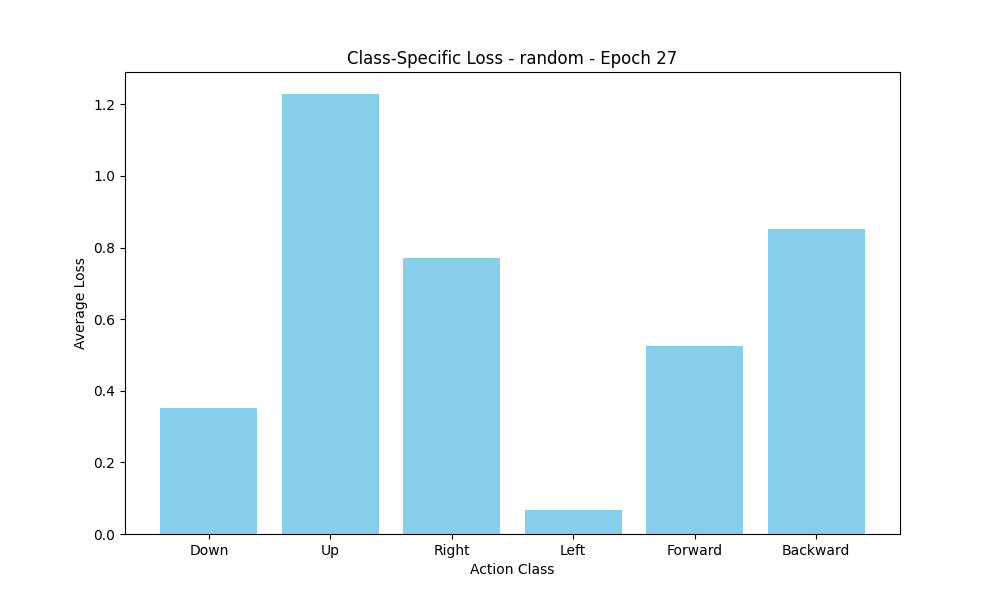 Class-Specific Loss - random - Epoch 27
1.2
1.0
0.8
0.6
0.4
0.2
0.0
Average Loss
Down Up Right Left Forward Backward
Action Class